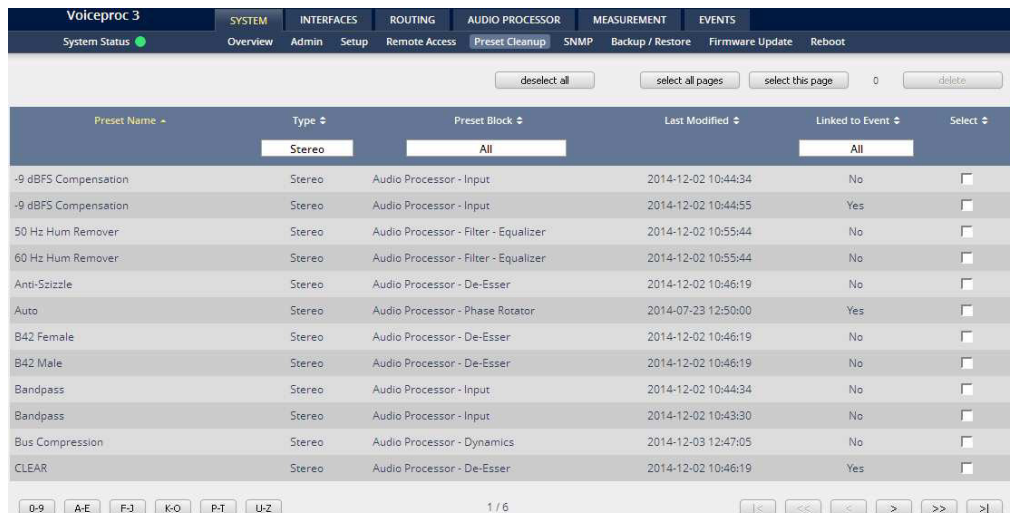 Voiceproc 3 SYSTEM INTERFACES ROUTING AUDIO PROCESSOR MEASUREMENT EVENTS
System Status Overview Admin Setup Remote Access Preset Cleanup SNMP Backup / Restore Firmware Update Reboot
deselect all select all pages select this page 0 delete
Preset Name Type Preset Block Last Modified Linked to Event Select
Stereo All All
-9 dBFS Compensation Stereo Audio Processor - Input 2014-12-02 10:44:34 No
-9 dBFS Compensation Stereo Audio Processor - Input 2014-12-02 10:44:55 Yes
50 Hz Hum Remover Stereo Audio Processor - Filter - Equalizer 2014-12-02 10:55:44 No
60 Hz Hum Remover Stereo Audio Processor - Filter - Equalizer 2014-12-02 10:55:44 No
Anti-Szizzle Stereo Audio Processor - De-Esser 2014-12-02 10:46:19 No
Auto Stereo Audio Processor - Phase Rotator 2014-07-23 12:50:00 Yes
B42 Female Stereo Audio Processor - De-Esser 2014-12-02 10:46:19 No
B42 Male Stereo Audio Processor - De-Esser 2014-12-02 10:46:19 No
Bandpass Stereo Audio Processor - Input 2014-12-02 10:44:34 No
Bandpass Stereo Audio Processor - Input 2014-12-02 10:43:30 No
Bus Compression Stereo Audio Processor - Dynamics 2014-12-03 12:47:05 No
CLEAR Stereo Audio Processor - De-Esser 2014-12-02 10:46:19 Yes
0-9 A-E F-J K-O P-T U-Z 1 / 6 |< << < > >> >|